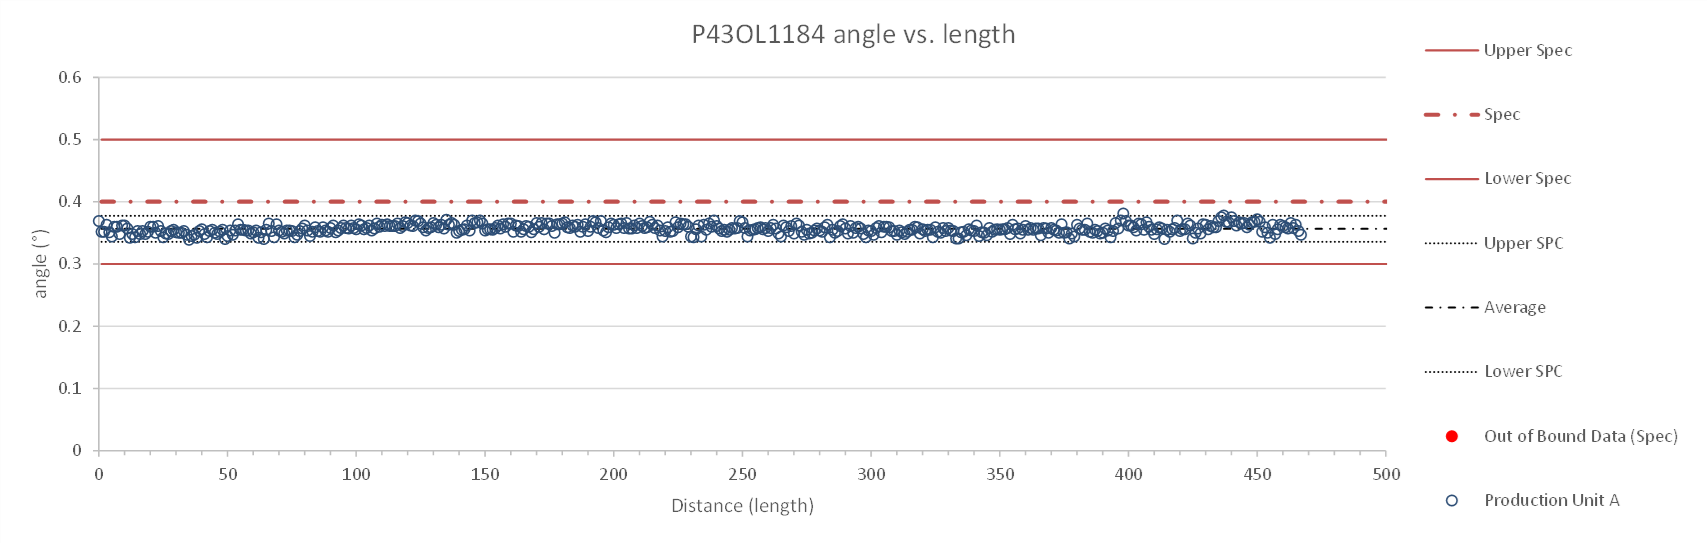 P43OL1184 angle vs. length
0.6
0.5
0.4
0.3
0.2
0.1
0
angle (°)
0 50 100 150 200 250 300 350 400 450 500
Distance (length)
Upper Spec
Spec
Lower Spec
Upper SPC
Average
Lower SPC
Out of Bound Data (Spec)
Production Unit A